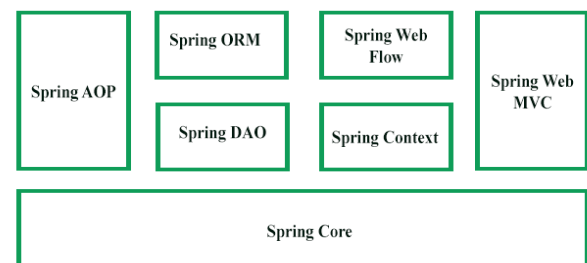 Spring AOP
Spring ORM
Spring DAO
Spring Web
Flow
Spring Context
Spring Web
MVC
Spring Core